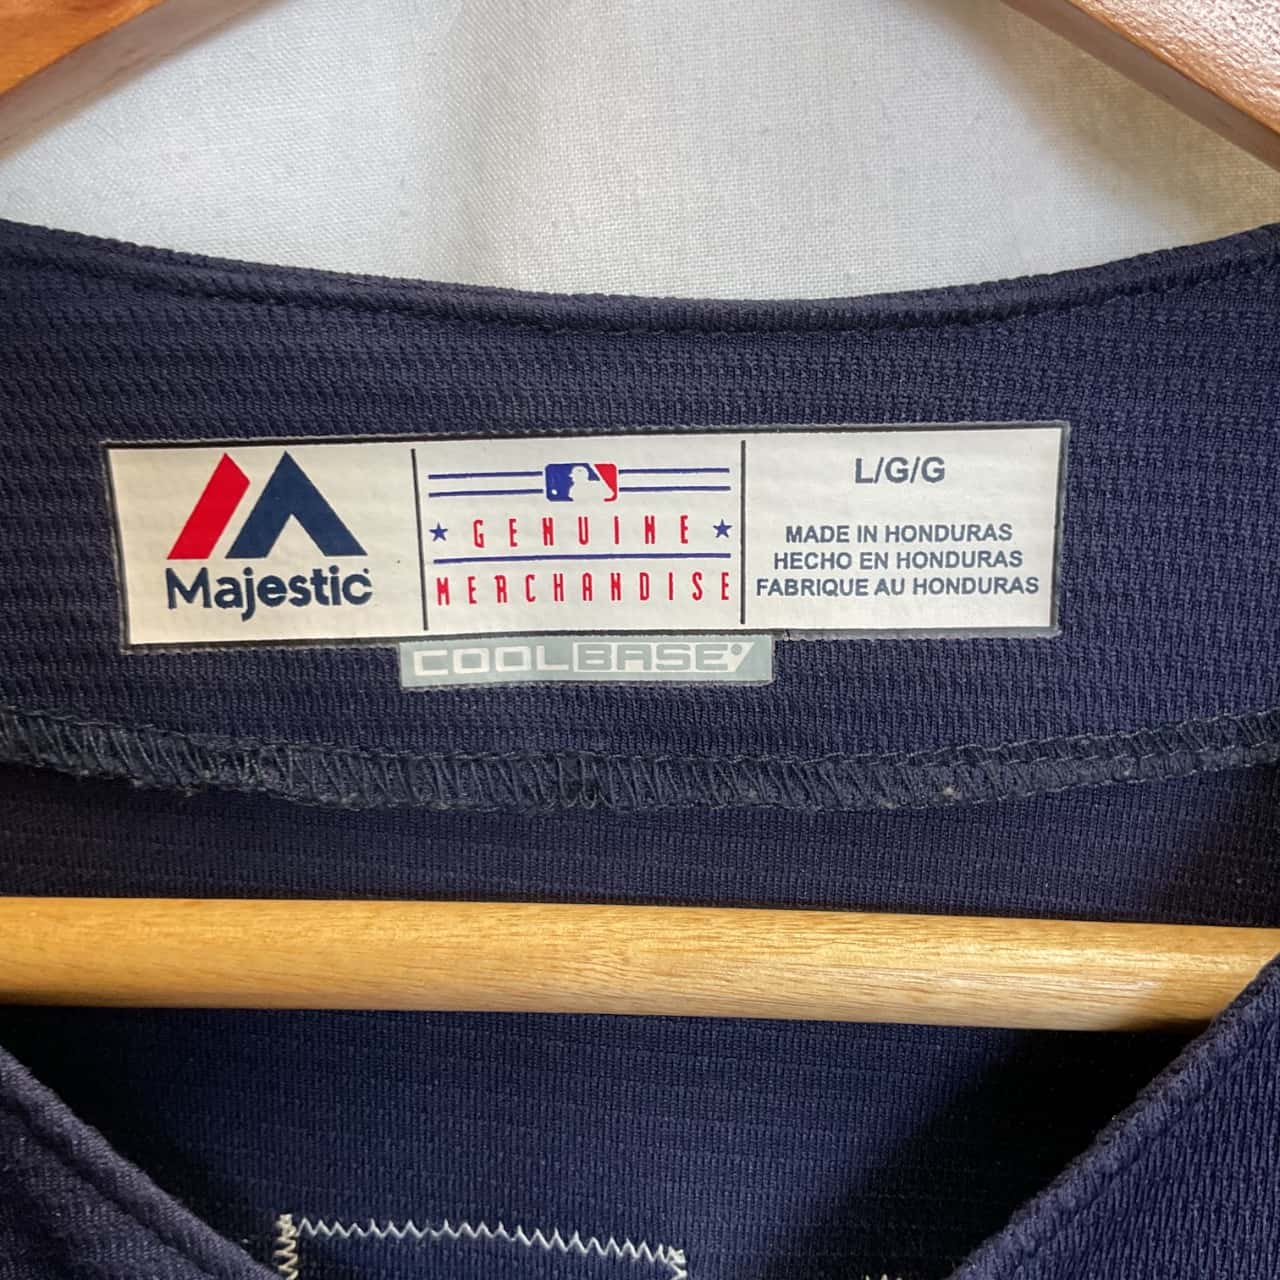 Majestic
GENUINE
MERCHANDISE
L/G/G
MADE IN HONDURAS
HECHO EN HONDURAS
FABRIQUE AU HONDURAS
COOLBASE